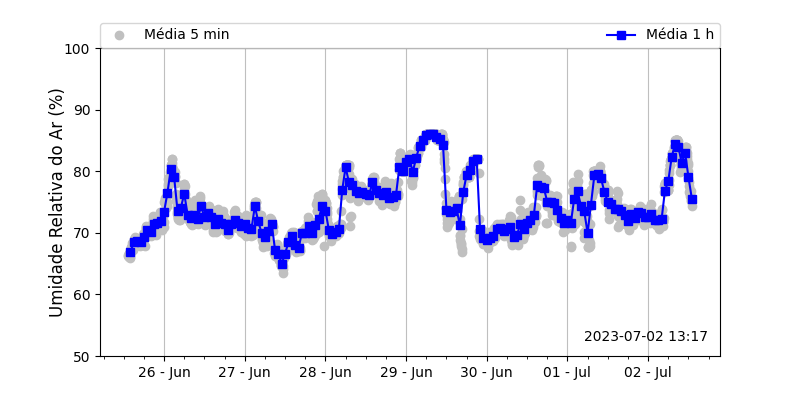 Média 5 min
Média 1 h
Umidade Relativa do Ar (%)
100
90
80
70
60
50
2023-07-02 13:17
26 - Jun
27 - Jun
28 - Jun
29 - Jun
30 - Jun
01 - Jul
02 - Jul